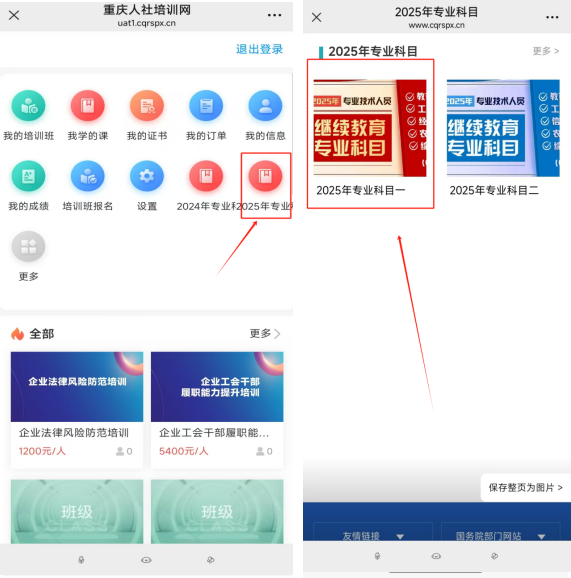 重庆人社培训网
uat1.cqrspx.cn
退出登录
我的培训班
我学的课
我的证书
我的订单
我的信息
我的成绩
培训班报名
设置
2024年专业科
2025年专业科
更多
全部
更多 >
企业法律风险防范培训
企业法律风险防范培训
1200元/人
0
企业工会干部
履职能力提升培训
企业工会干部履职能...
5400元/人
0
班级
班级
2025年专业科目
www.cqrspx.cn
2025年专业科目
更多 >
2025年 专业技术人员
继续教育
专业科目
教
工
经
农
2025年专业科目一
2025年 专业技术人员
继续教育
专业科目
教
工
信
农
2025年专业科目二
保存整页为图片 >
友情链接
国务院部门网站